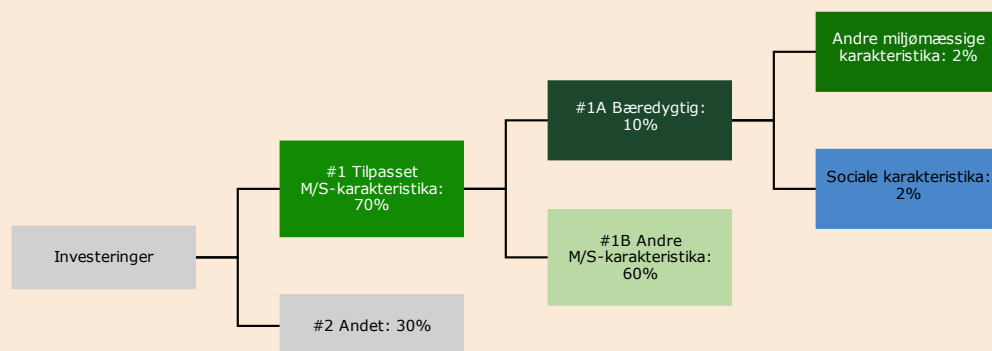 Investeringer
#1 Tilpasset
M/S-karakteristika:
70%
#2 Andet: 30%
#1A Bæredygtig:
10%
#1B Andre
M/S-karakteristika:
60%
Andre miljømæssige
karakteristika: 2%
Sociale karakteristika:
2%